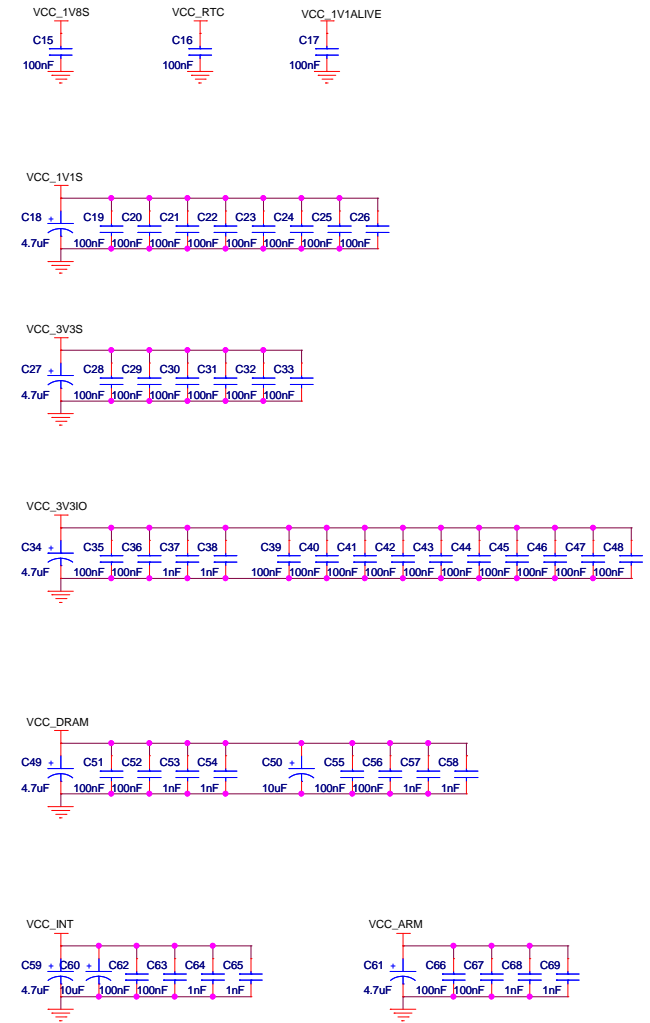 VCC_1V8S VCC_RTC VCC_1V1ALIVE
C15 C16 C17
100nF 100nF 100nF
VCC_1V1S
C18 + C19 C20 C21 C22 C23 C24 C25 C26
4.7uF 100nF 100nF 100nF 100nF 100nF 100nF 100nF 100nF
VCC_3V3S
C27 + C28 C29 C30 C31 C32 C33
4.7uF 100nF 100nF 100nF 100nF 100nF 100nF
VCC_3V3IO
C34 + C35 C36 C37 C38 C39 C40 C41 C42 C43 C44 C45 C46 C47 C48
4.7uF 100nF 100nF 1nF 1nF 100nF 100nF 100nF 100nF 100nF 100nF 100nF 100nF 100nF 100nF
VCC_DRAM
C49 + C51 C52 C53 C54 C50 + C55 C56 C57 C58
4.7uF 100nF 100nF 1nF 1nF 10uF 100nF 100nF 1nF 1nF
VCC_INT VCC_ARM
C59 + C60 + C62 C63 C64 C65 C61 + C66 C67 C68 C69
4.7uF 10uF 100nF 100nF 1nF 1nF 4.7uF 100nF 100nF 1nF 1nF